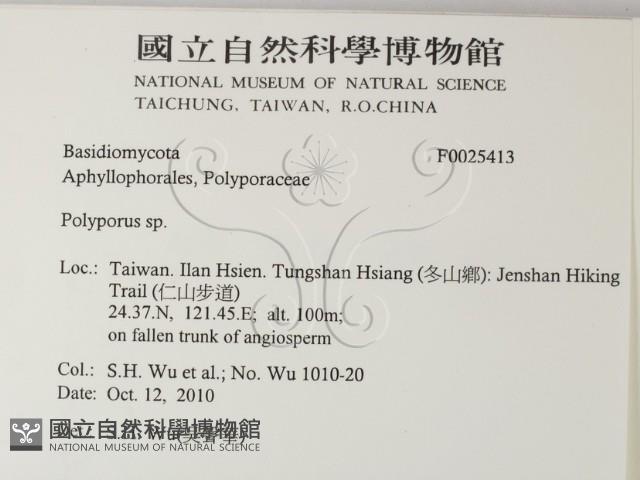 國立自然科學博物館
NATIONAL MUSEUM OF NATURAL SCIENCE
TAICHUNG, TAIWAN, R.O.CHINA
Basidiomycota F0025413
Aphyllophorales, Polyporaceae
Polyporus sp.
Loc.: Taiwan. Ilan Hsien. Tungshan Hsiang (冬山鄉): Jenshan Hiking
Trail (仁山步道)
24.37.N, 121.45.E; alt. 100m;
on fallen trunk of angiosperm
Col.: S.H. Wu et al.; No. Wu 1010-20
Date: Oct. 12, 2010
國立自然科學博物館
NATIONAL MUSEUM OF NATURAL SCIENCE